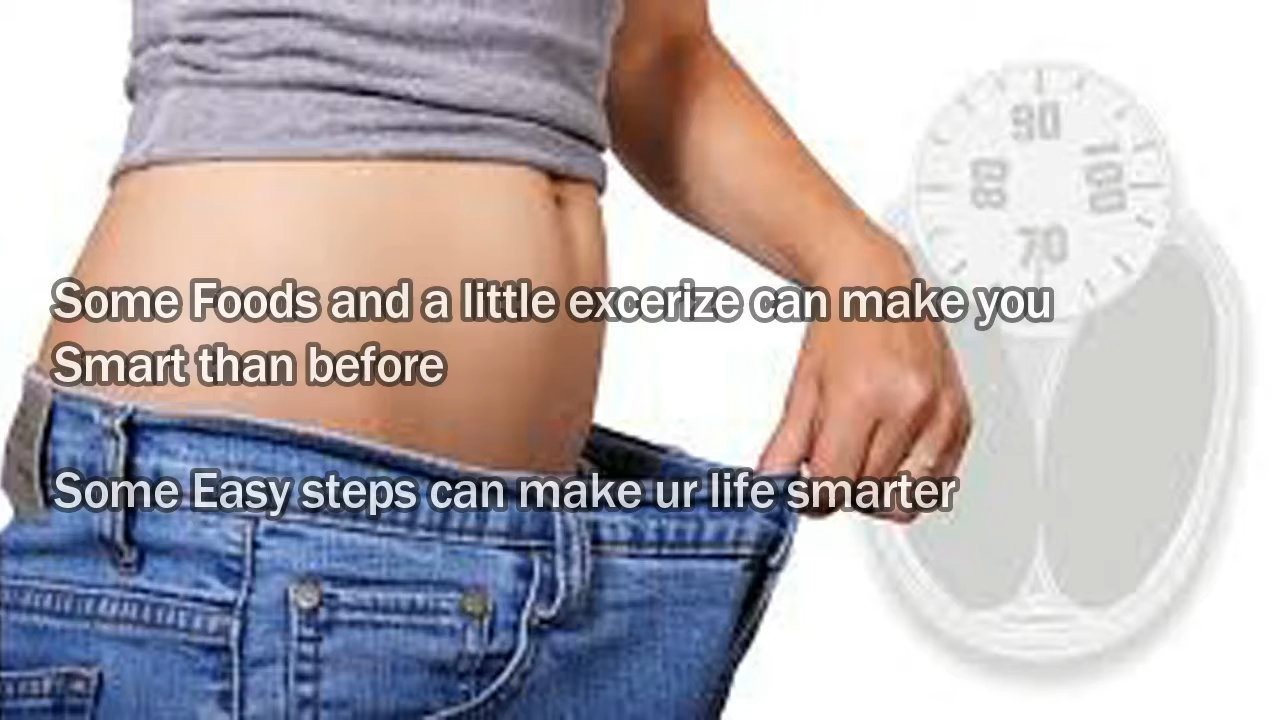 90
100
88
70
Some Foods and a little excerize can make you
Smart than before
Some Easy steps can make ur life smarter